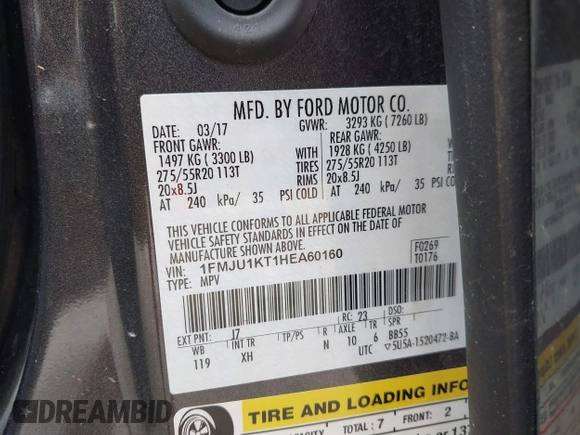 MFD. BY FORD MOTOR CO.
DATE: 03/17 GVWR: 3293 KG ( 7260 LB)
FRONT GAWR: REAR GAWR:
1497 KG ( 3300 LB) WITH 1928 KG ( 4250 LB)
275/55R20 113T TIRES 275/55R20 113T
20x8.5J RIMS 20x8.5J
AT 240 kPa/ 35 PSI COLD AT 240 kPa/ 35 PSI COLD
THIS VEHICLE CONFORMS TO ALL APPLICABLE FEDERAL MOTOR
VEHICLE SAFETY STANDARDS IN EFFECT ON THE DATE OF
MANUFACTURE SHOWN ABOVE.
VIN: 1FMJU1KT1HEA60160 F0269
TYPE: MPV T0176
EXT PNT: J7 RC: 23 DSO:
WB INT TR TP/PS R AXLE TR SPR
119 XH N 10 6 BB55
UTC 5U5A-1520472-BA
TIRE AND LOADING INFO
TOTAL: 7 FRONT: 2
DREAMBID